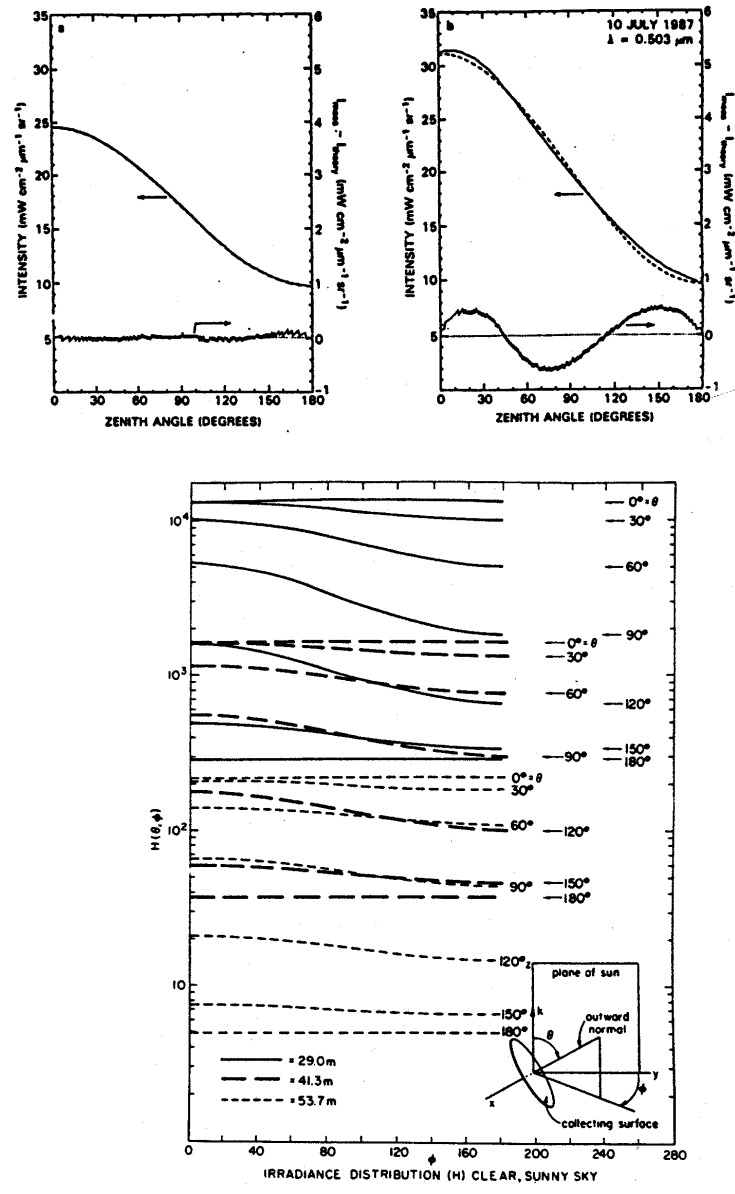 a
35
30
25
20
15
10
5
INTENSITY (mW cm⁻² μm⁻¹ sr⁻¹)
6
5
4
3
2
1
0
-1
I_meas - I_theory (mW cm⁻² μm⁻¹ sr⁻¹)
0 30 60 90 120 150 180
ZENITH ANGLE (DEGREES)
b
10 JULY 1987
λ = 0.503 μm
35
30
25
20
15
10
5
0
INTENSITY (mW cm⁻² μm⁻¹ sr⁻¹)
6
5
4
3
2
1
0
-1
I_meas - I_theory (mW cm⁻² μm⁻¹ sr⁻¹)
0 30 60 90 120 150 180
ZENITH ANGLE (DEGREES)
10⁴
10³
10²
10
1
H(θ,φ)
0°=θ
30°
60°
90°
0°=θ
30°
60°
120°
150°
90°
180°
0°=θ
30°
60°
120°
150°
90°
180°
120°
150°
180°
z
plane of sun
k
θ
outward
normal
y
x
φ
collecting surface
= 29.0m
= 41.3m
= 53.7m
0 40 80 120 φ 160 200 240 280
IRRADIANCE DISTRIBUTION (H) CLEAR, SUNNY SKY